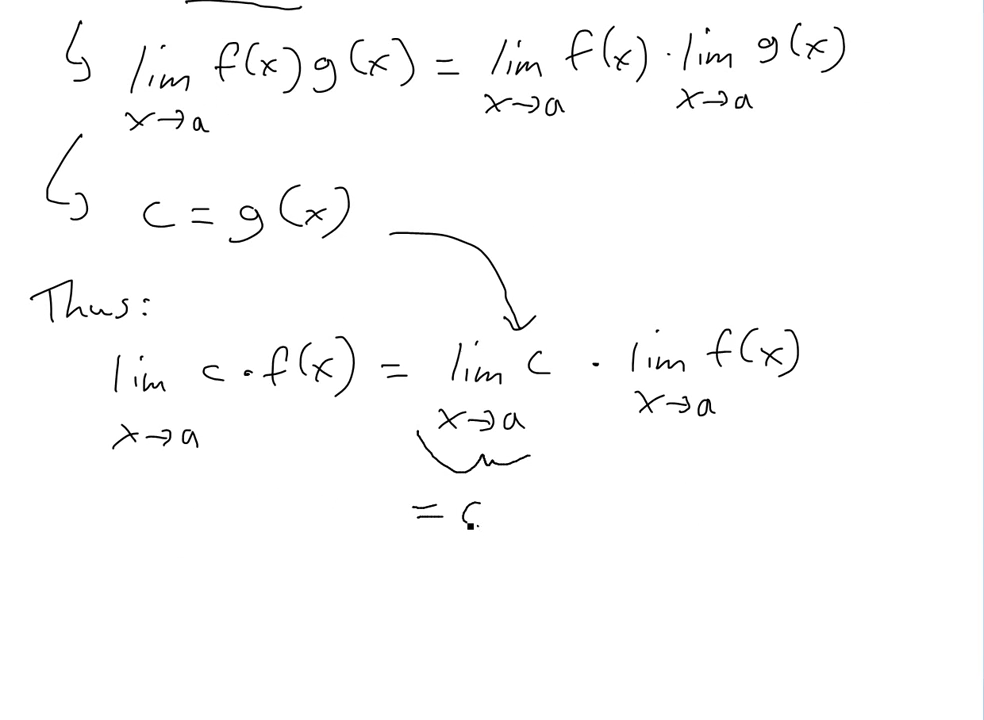 lim f(x) g(x) = lim f(x) · lim g(x)
x→a x→a x→a
c = g(x)
Thus:
lim c · f(x) = lim c · lim f(x)
x→a x→a x→a
= c